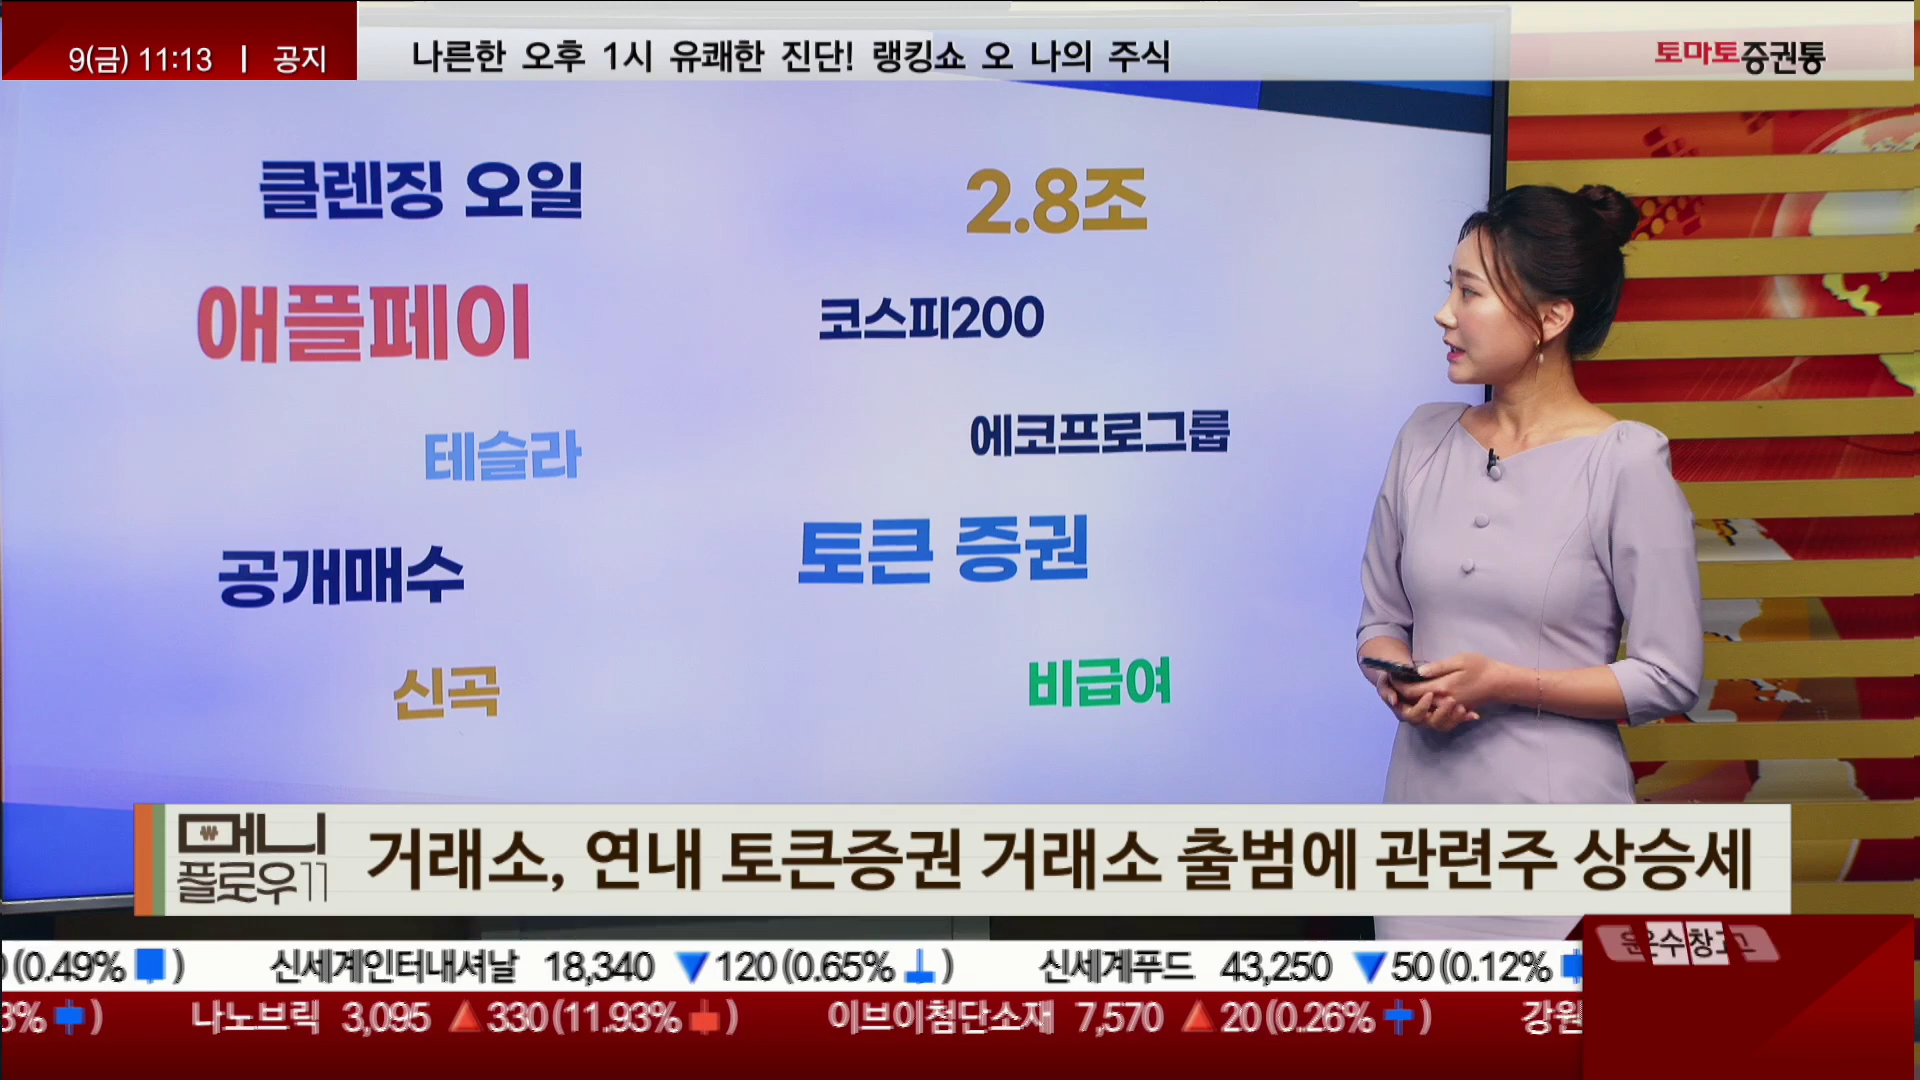 9(금) 11:13 | 공지
나른한 오후 1시 유쾌한 진단! 랭킹쇼 오 나의 주식
토마토증권통
클렌징 오일
2.8조
애플페이
코스피200
테슬라
에코프로그룹
공개매수
토큰 증권
신곡
비급여
머니
플로우11
거래소, 연내 토큰증권 거래소 출범에 관련주 상승세
(0.49% ) 신세계인터내셔날 18,340 ▼120(0.65% ) 신세계푸드 43,250 ▼50(0.12%
3% ) 나노브릭 3,095 ▲330(11.93% ) 이브이첨단소재 7,570 ▲20(0.26% ) 강원